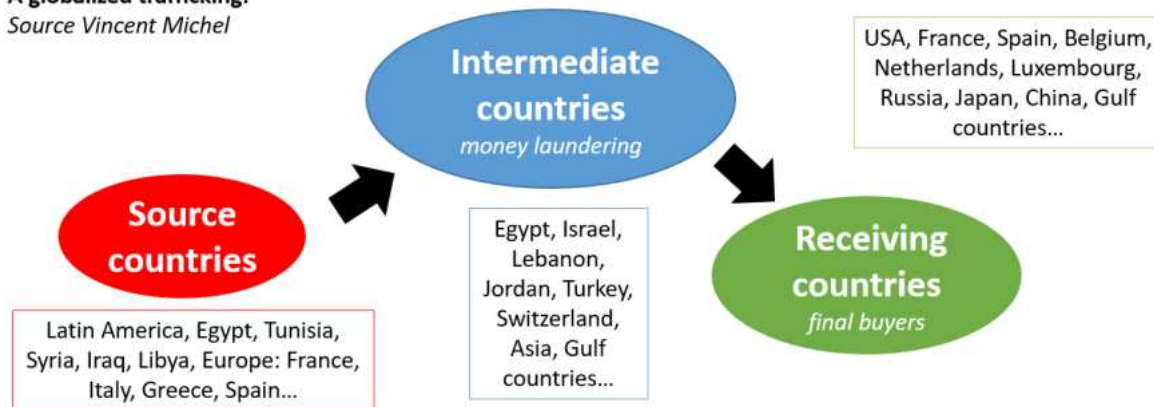 A globalized trafficking.
Source Vincent Michel
Source
countries
Latin America, Egypt, Tunisia,
Syria, Iraq, Libya, Europe: France,
Italy, Greece, Spain...
Intermediate
countries
money laundering
Egypt, Israel,
Lebanon,
Jordan, Turkey,
Switzerland,
Asia, Gulf
countries...
Receiving
countries
final buyers
USA, France, Spain, Belgium,
Netherlands, Luxembourg,
Russia, Japan, China, Gulf
countries...